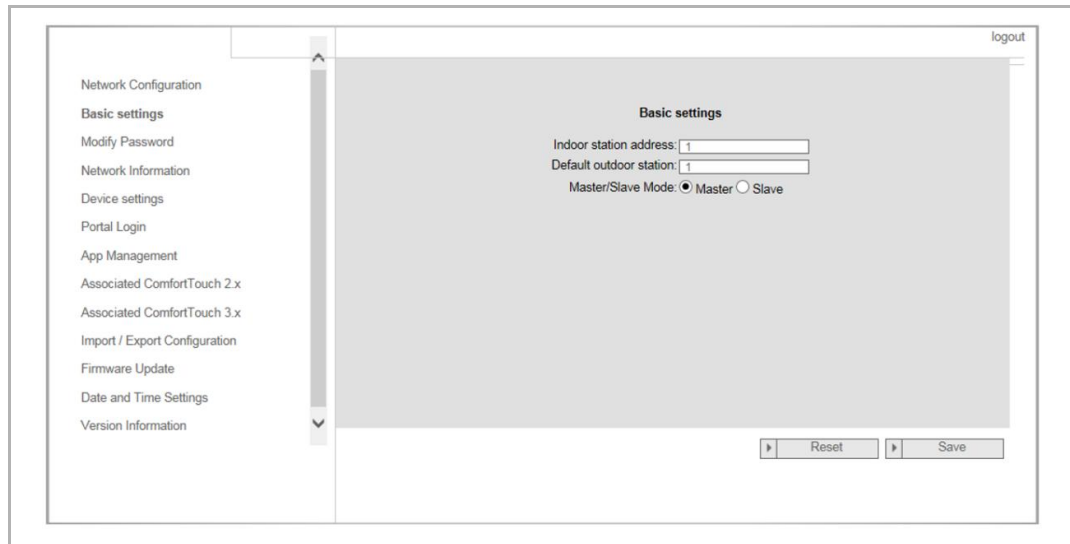 logout
Network Configuration
Basic settings
Modify Password
Network Information
Device settings
Portal Login
App Management
Associated ComfortTouch 2.x
Associated ComfortTouch 3.x
Import / Export Configuration
Firmware Update
Date and Time Settings
Version Information
Basic settings
Indoor station address: 1
Default outdoor station: 1
Master/Slave Mode: Master Slave
Reset
Save